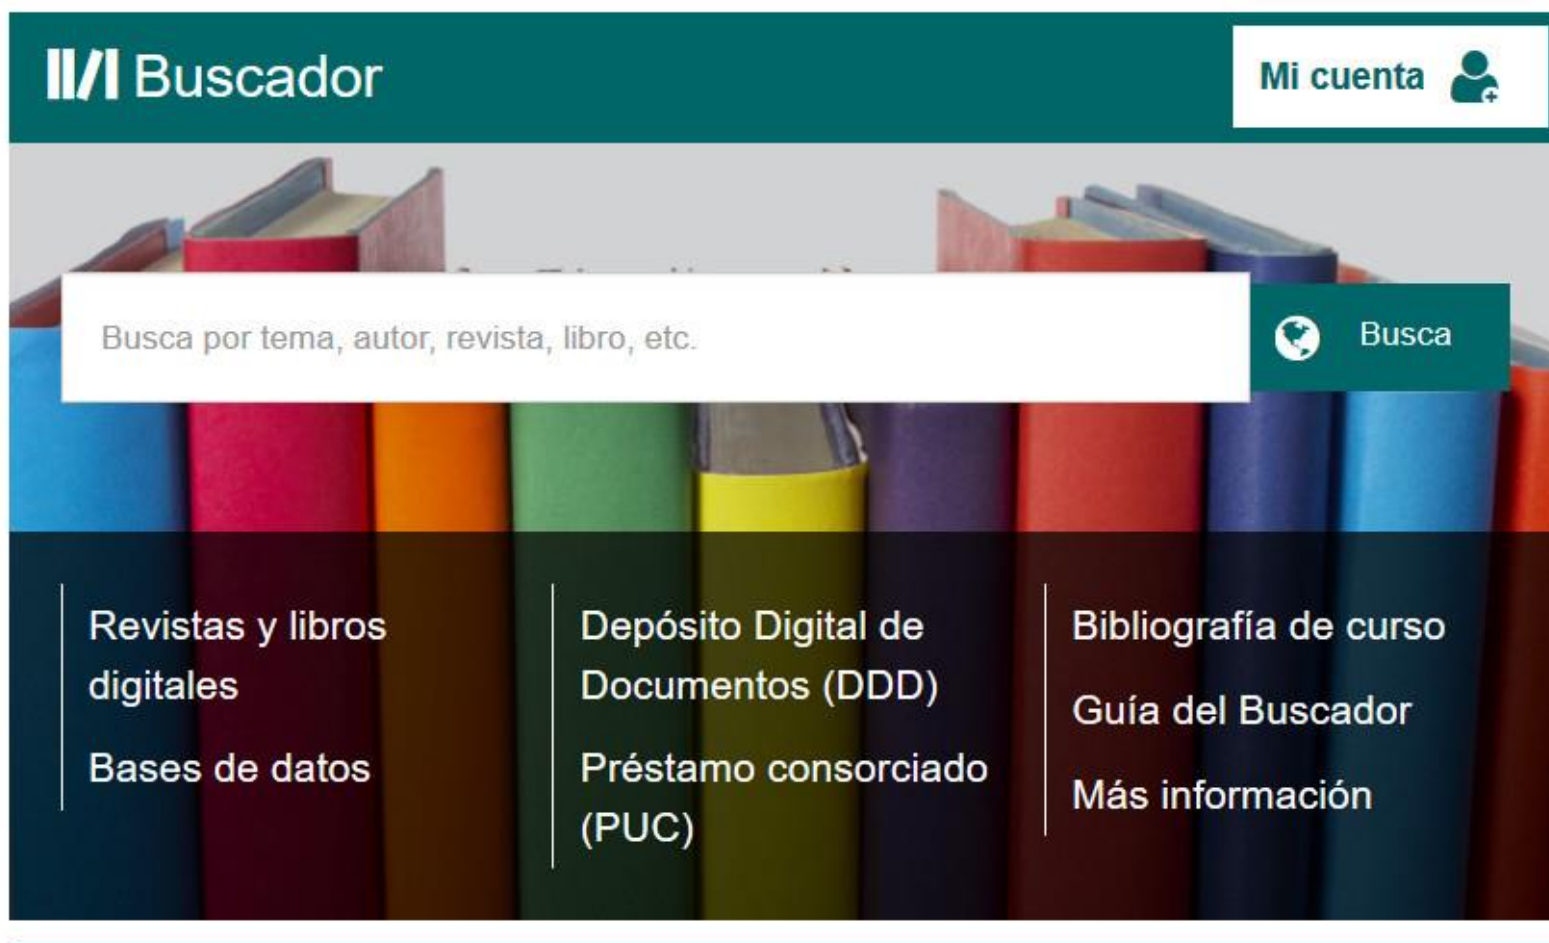 Buscador
Mi cuenta
Busca por tema, autor, revista, libro, etc.
Busca
Revistas y libros
digitales
Bases de datos
Depósito Digital de
Documentos (DDD)
Préstamo consorciado
(PUC)
Bibliografía de curso
Guía del Buscador
Más información